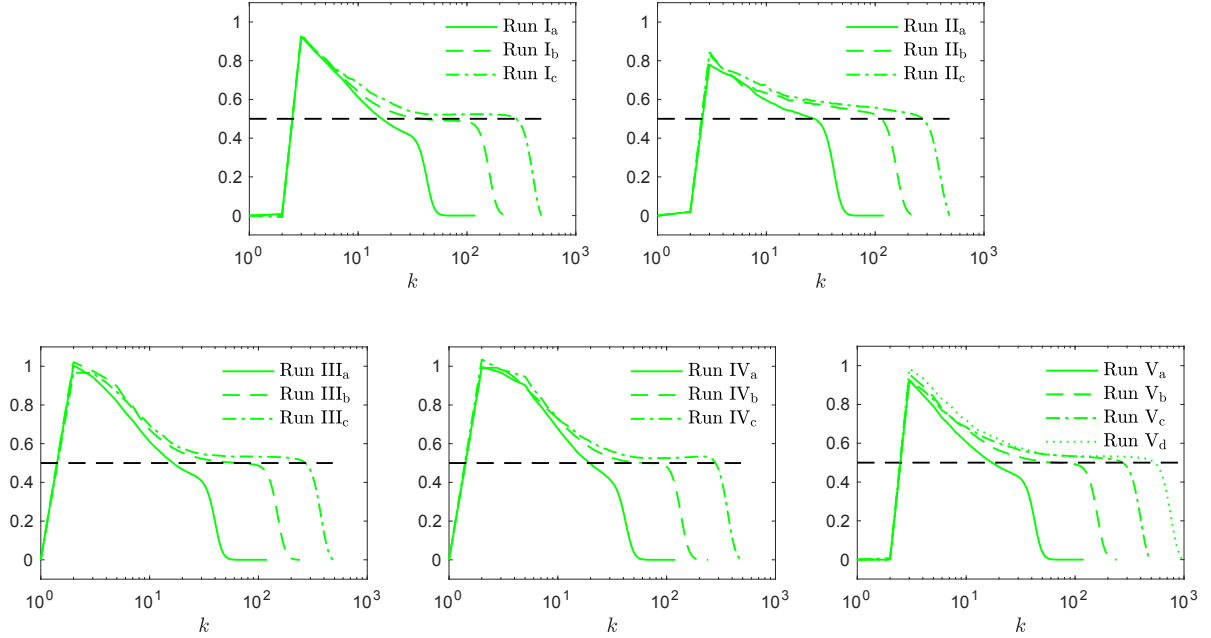 1
0.8
0.6
0.4
0.2
0
10^0 10^1 10^2 10^3
k
Run I_a
Run I_b
Run I_c
1
0.8
0.6
0.4
0.2
0
10^0 10^1 10^2 10^3
k
Run II_a
Run II_b
Run II_c
1
0.8
0.6
0.4
0.2
0
10^0 10^1 10^2 10^3
k
Run III_a
Run III_b
Run III_c
1
0.8
0.6
0.4
0.2
0
10^0 10^1 10^2 10^3
k
Run IV_a
Run IV_b
Run IV_c
1
0.8
0.6
0.4
0.2
0
10^0 10^1 10^2 10^3
k
Run V_a
Run V_b
Run V_c
Run V_d